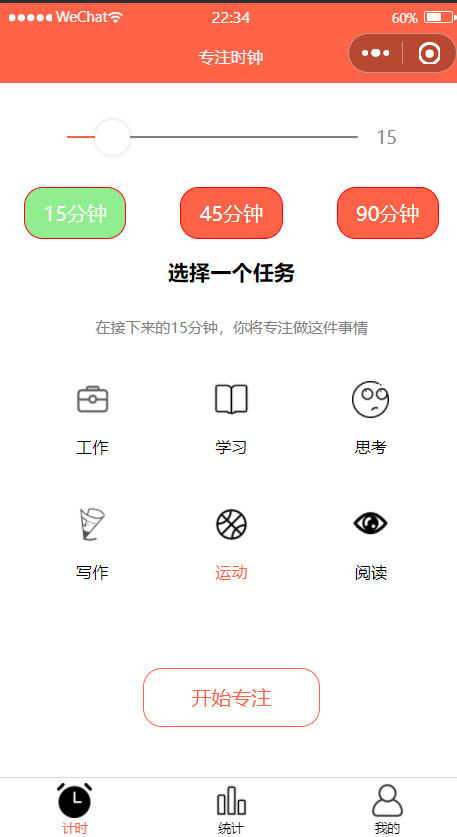 WeChat 22:34 60%
专注时钟
15
15分钟 45分钟 90分钟
选择一个任务
在接下来的15分钟，你将专注做这件事情
工作 学习 思考
写作 运动 阅读
开始专注
计时 统计 我的